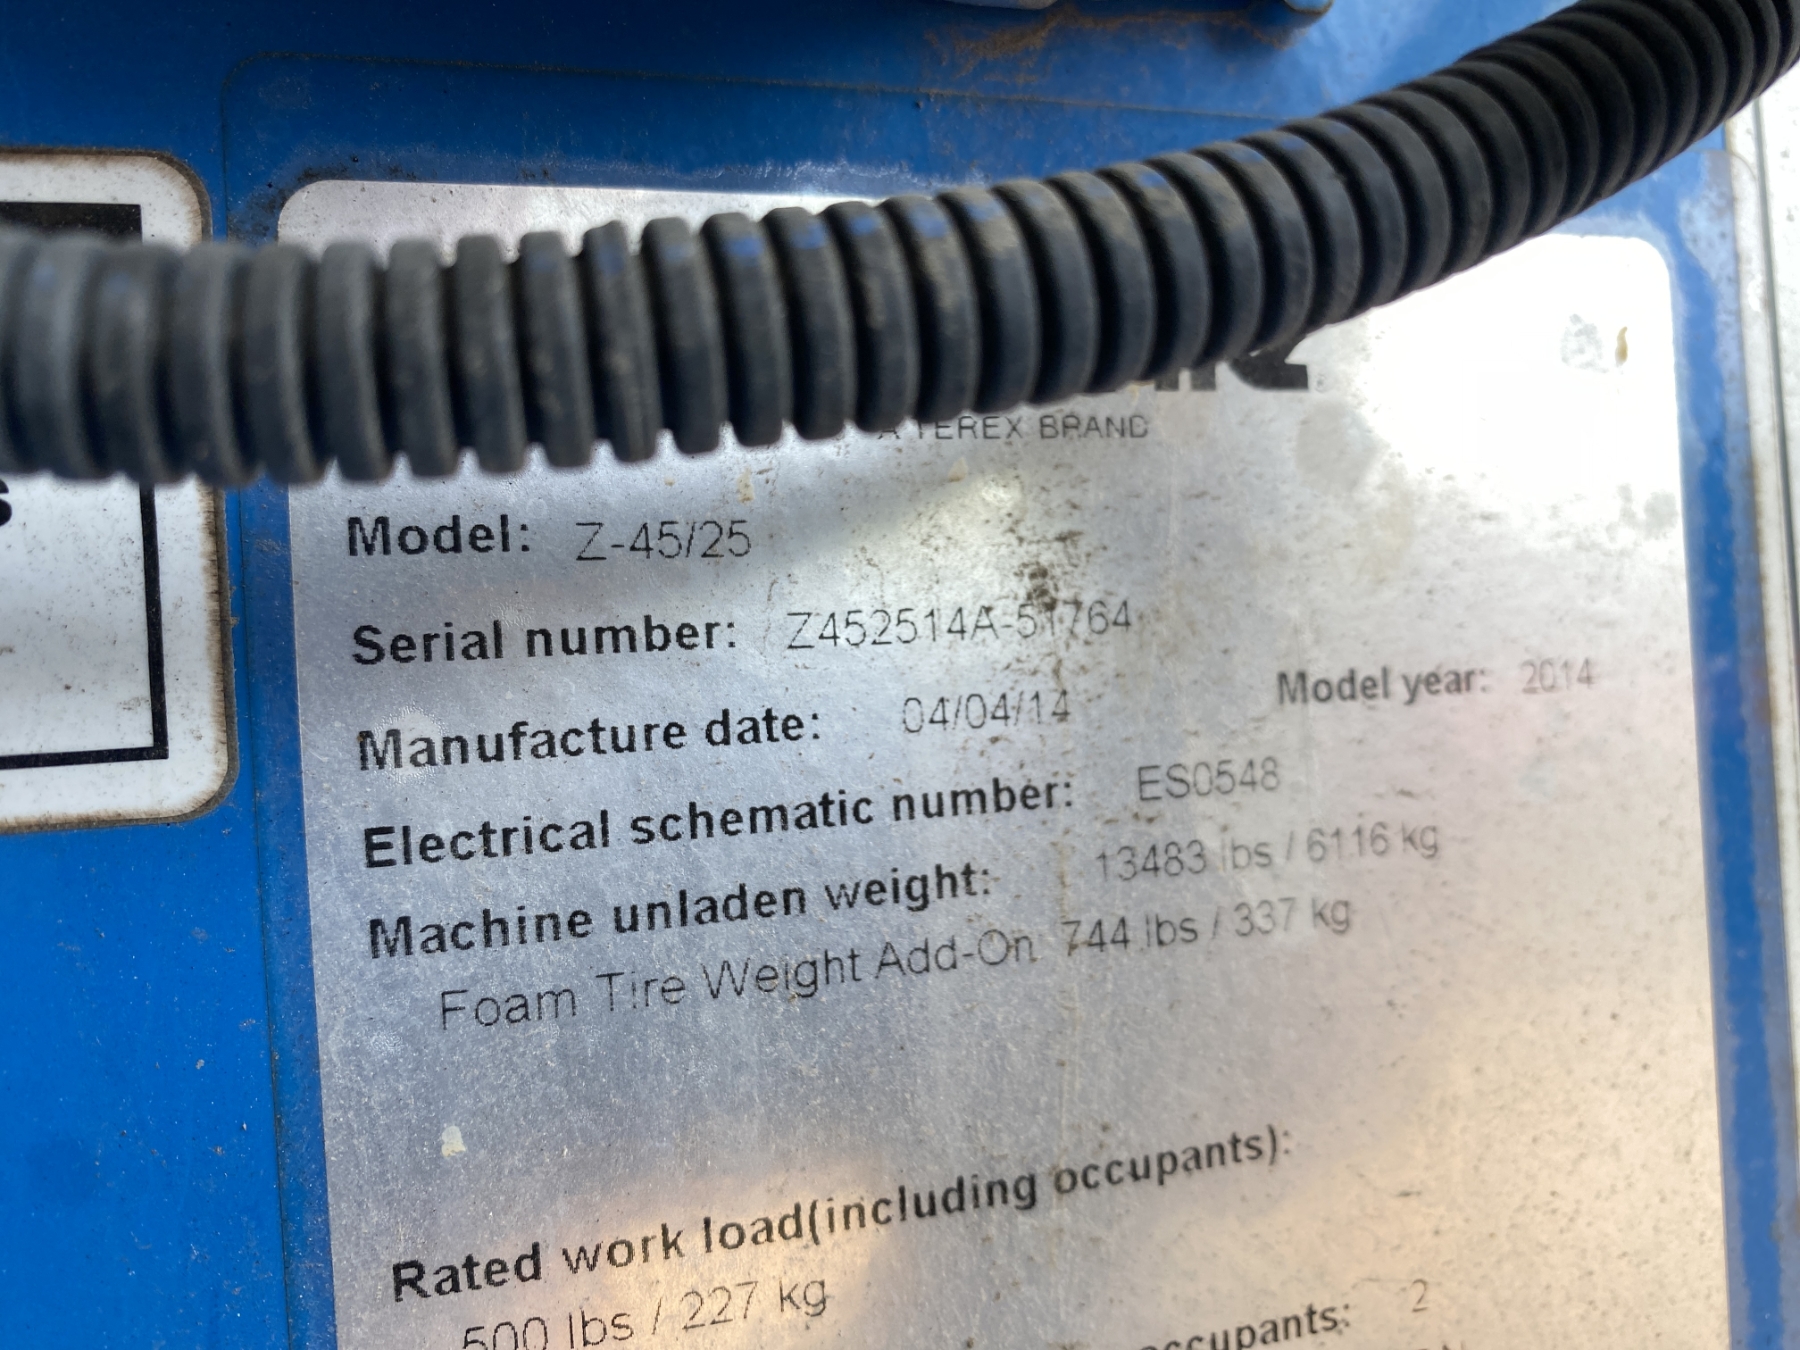 A TEREX BRAND
Model: Z-45/25
Serial number: Z452514A-51764
Manufacture date: 04/04/14 Model year: 2014
Electrical schematic number: ES0548
Machine unladen weight: 13483 lbs / 6116 kg
Foam Tire Weight Add-On 744 lbs / 337 kg
Rated work load(including occupants):
500 lbs / 227 kg
occupants: 2